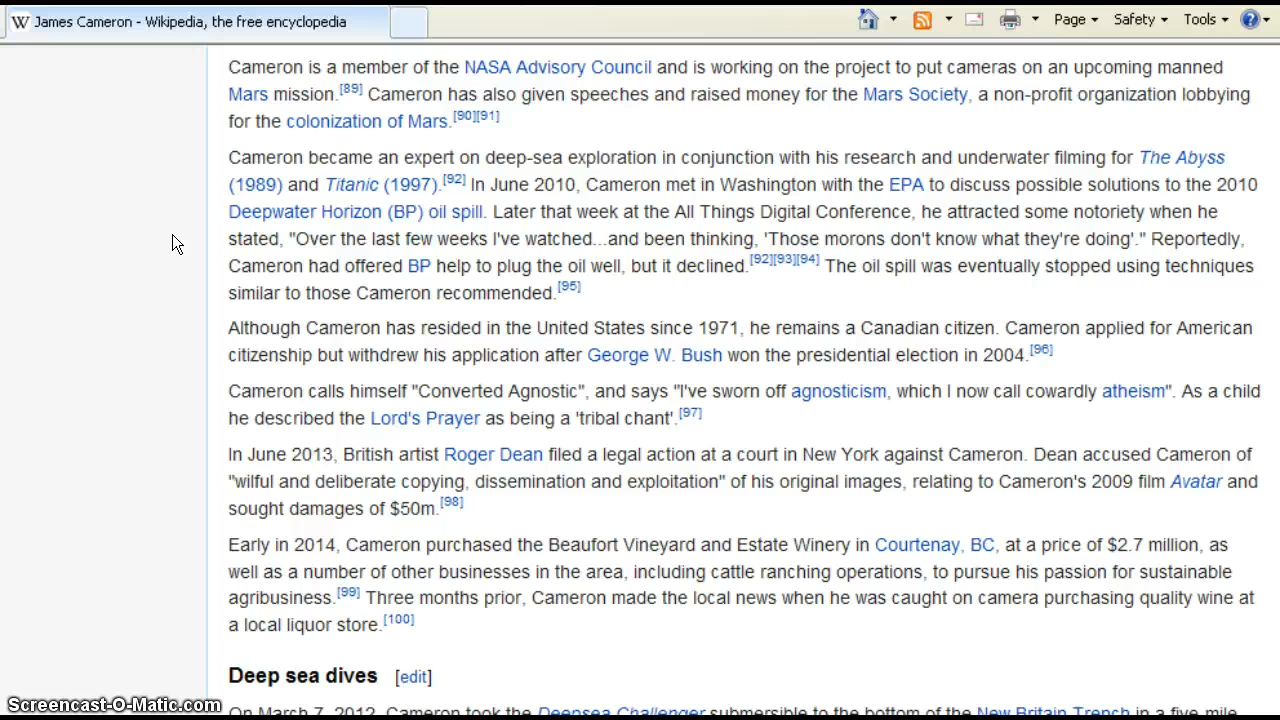 James Cameron - Wikipedia, the free encyclopedia
Page Safety Tools
Cameron is a member of the NASA Advisory Council and is working on the project to put cameras on an upcoming manned
Mars mission.[89] Cameron has also given speeches and raised money for the Mars Society, a non-profit organization lobbying
for the colonization of Mars.[90][91]
Cameron became an expert on deep-sea exploration in conjunction with his research and underwater filming for The Abyss
(1989) and Titanic (1997).[92] In June 2010, Cameron met in Washington with the EPA to discuss possible solutions to the 2010
Deepwater Horizon (BP) oil spill. Later that week at the All Things Digital Conference, he attracted some notoriety when he
stated, "Over the last few weeks I've watched...and been thinking, 'Those morons don't know what they're doing'." Reportedly,
Cameron had offered BP help to plug the oil well, but it declined.[92][93][94] The oil spill was eventually stopped using techniques
similar to those Cameron recommended.[95]
Although Cameron has resided in the United States since 1971, he remains a Canadian citizen. Cameron applied for American
citizenship but withdrew his application after George W. Bush won the presidential election in 2004.[96]
Cameron calls himself "Converted Agnostic", and says "I've sworn off agnosticism, which I now call cowardly atheism". As a child
he described the Lord's Prayer as being a 'tribal chant'.[97]
In June 2013, British artist Roger Dean filed a legal action at a court in New York against Cameron. Dean accused Cameron of
"wilful and deliberate copying, dissemination and exploitation" of his original images, relating to Cameron's 2009 film Avatar and
sought damages of $50m.[98]
Early in 2014, Cameron purchased the Beaufort Vineyard and Estate Winery in Courtenay, BC, at a price of $2.7 million, as
well as a number of other businesses in the area, including cattle ranching operations, to pursue his passion for sustainable
agribusiness.[99] Three months prior, Cameron made the local news when he was caught on camera purchasing quality wine at
a local liquor store.[100]
Deep sea dives [edit]
On March 7, 2012, Cameron took the Deepsea Challenger submersible to the bottom of the New Britain Trench in a five-mile
Screencast-O-Matic.com